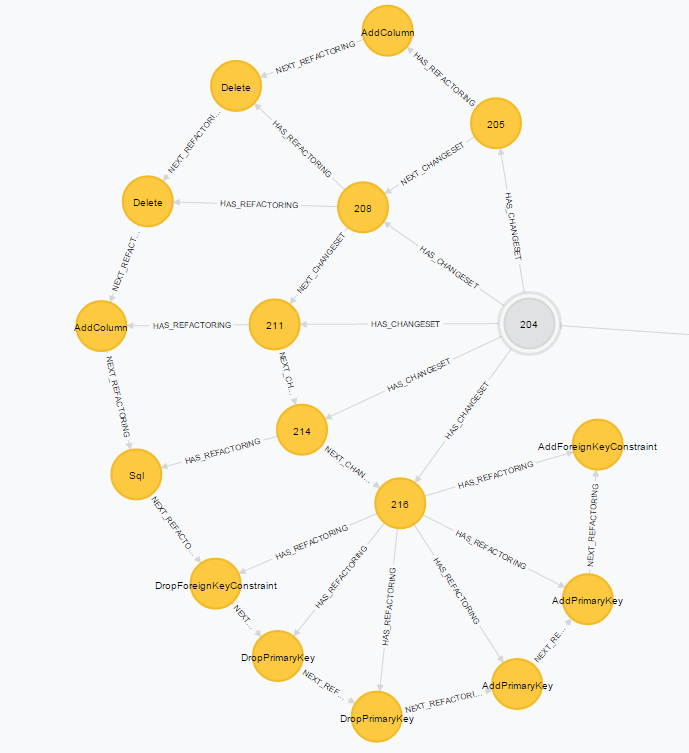 AddColumn
NEXT_REFACTORING
HAS_REFACTORING
Delete
205
NEXT_REFACTORI...
HAS_REFACTORING
NEXT_CHANGESET
HAS_CHANGESET
Delete
HAS_REFACTORING
208
NEXT_REFACT...
NEXT_CHANGESET
HAS_CHANGESET
AddColumn
HAS_REFACTORING
211
HAS_CHANGESET
204
NEXT_REFACTORING
NEXT_CH...
HAS_CHANGESET
HAS_CHANGESET
214
HAS_REFACTORING
AddForeignKeyConstraint
Sql
NEXT_CHAN...
HAS_REFACTORING
216
NEXT_REFACTO...
HAS_REFACTORING
HAS_REFACTORING
HAS_REFACTORING
HAS_REFACTORING
HAS_REFACTORING
NEXT_REFACTORING
DropForeignKeyConstraint
AddPrimaryKey
NEXT...
NEXT_RE...
DropPrimaryKey
NEXT_REF...
AddPrimaryKey
NEXT_REFACTORI...
DropPrimaryKey